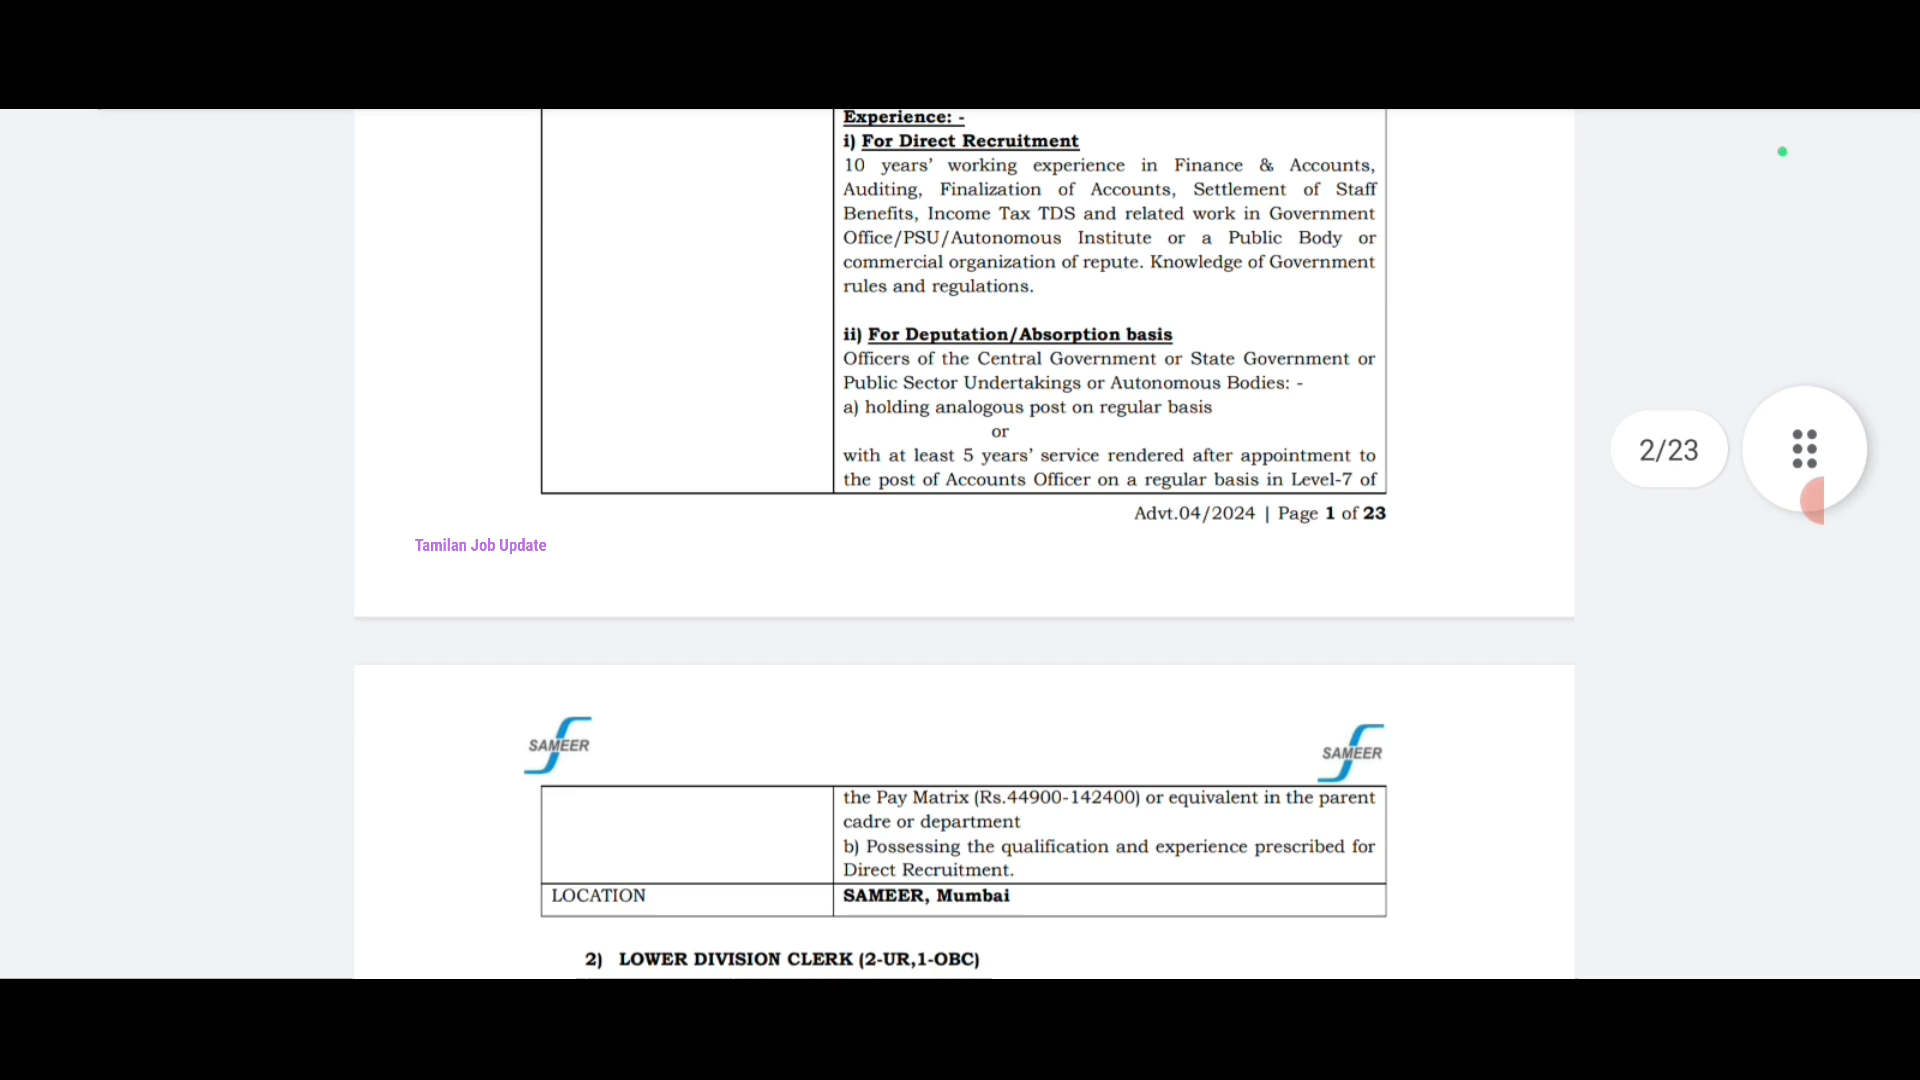 Experience: -
i) For Direct Recruitment
10 years’ working experience in Finance & Accounts,
Auditing, Finalization of Accounts, Settlement of Staff
Benefits, Income Tax TDS and related work in Government
Office/PSU/Autonomous Institute or a Public Body or
commercial organization of repute. Knowledge of Government
rules and regulations.
ii) For Deputation/Absorption basis
Officers of the Central Government or State Government or
Public Sector Undertakings or Autonomous Bodies: -
a) holding analogous post on regular basis
or
with at least 5 years’ service rendered after appointment to
the post of Accounts Officer on a regular basis in Level-7 of
Advt.04/2024 | Page 1 of 23
Tamilan Job Update
2/23
SAMEER
SAMEER
the Pay Matrix (Rs.44900-142400) or equivalent in the parent
cadre or department
b) Possessing the qualification and experience prescribed for
Direct Recruitment.
LOCATION
SAMEER, Mumbai
2) LOWER DIVISION CLERK (2-UR,1-OBC)